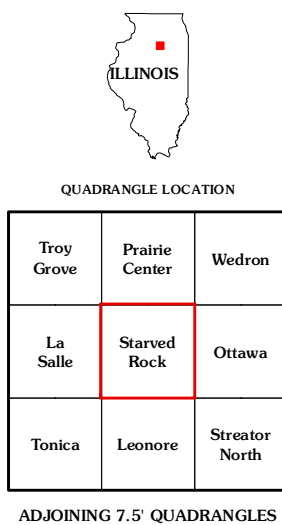 ILLINOIS
QUADRANGLE LOCATION
Troy
Grove
Prairie
Center
Wedron
La
Salle
Starved
Rock
Ottawa
Tonica
Leonore
Streator
North
ADJOINING 7.5' QUADRANGLES